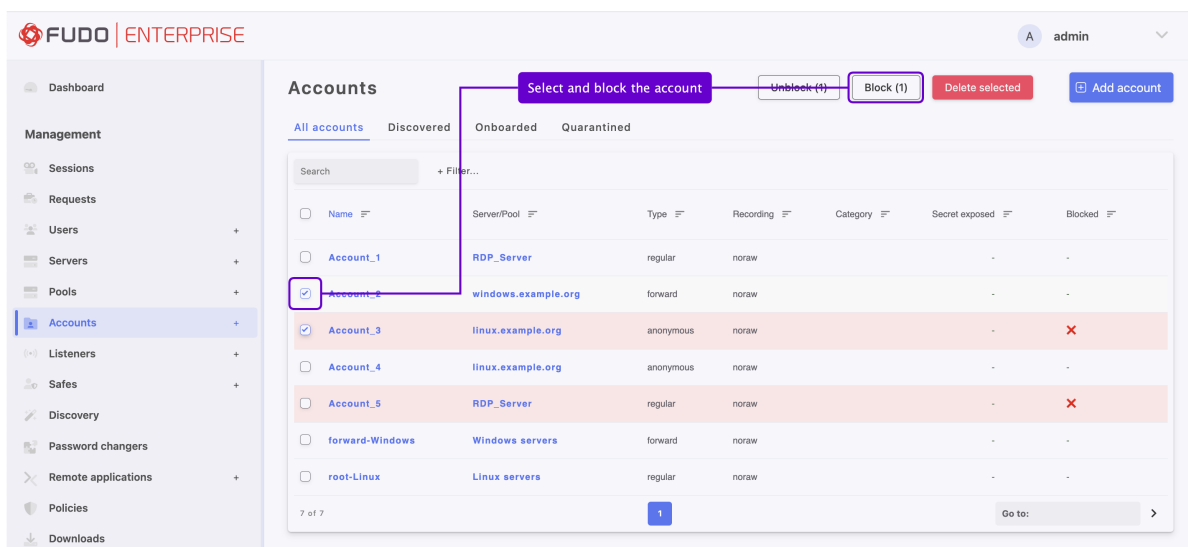 FUDO ENTERPRISE
A admin
Dashboard
Management
Sessions
Requests
Users +
Servers +
Pools +
Accounts +
Listeners +
Safes +
Discovery
Password changers
Remote applications +
Policies
Downloads
Accounts
Select and block the account
Unblock (1) Block (1) Delete selected Add account
All accounts Discovered Onboarded Quarantined
Search + Filter...
Name Server/Pool Type Recording Category Secret exposed Blocked
Account_1 RDP_Server regular noraw - -
Account_2 windows.example.org forward noraw - -
Account_3 linux.example.org anonymous noraw -
Account_4 linux.example.org anonymous noraw - -
Account_5 RDP_Server regular noraw -
forward-Windows Windows servers forward noraw - -
root-Linux Linux servers regular noraw - -
7 of 7 1 Go to: